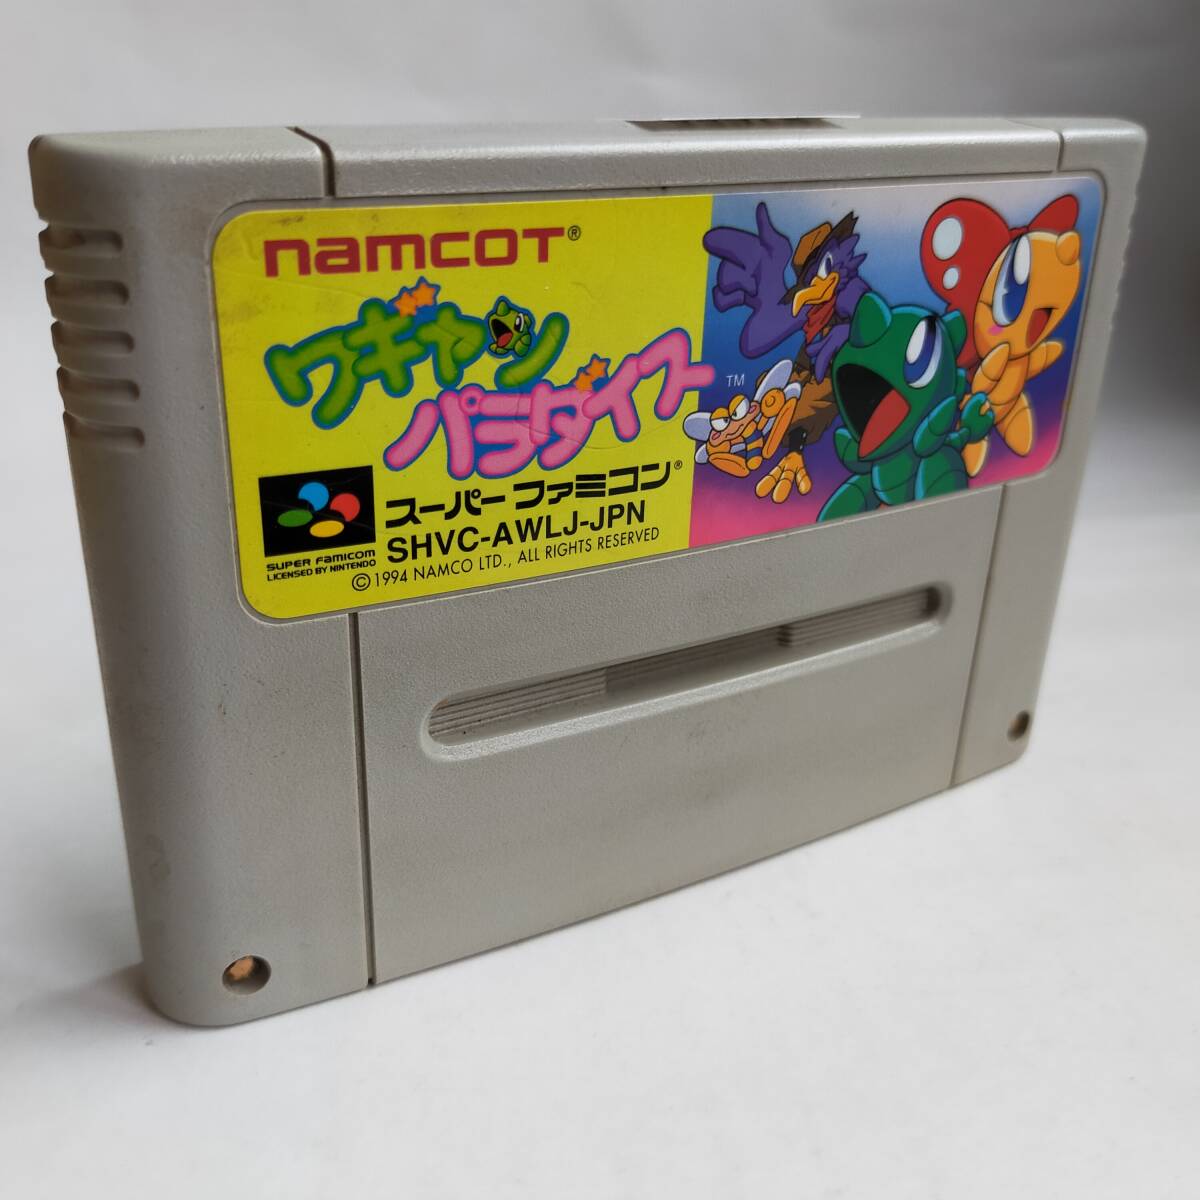 namcot®
ワギャン
パラダイス
TM
スーパーファミコン®
SHVC-AWLJ-JPN
SUPER FAMICOM
LICENSED BY NINTENDO
© 1994 NAMCO LTD., ALL RIGHTS RESERVED